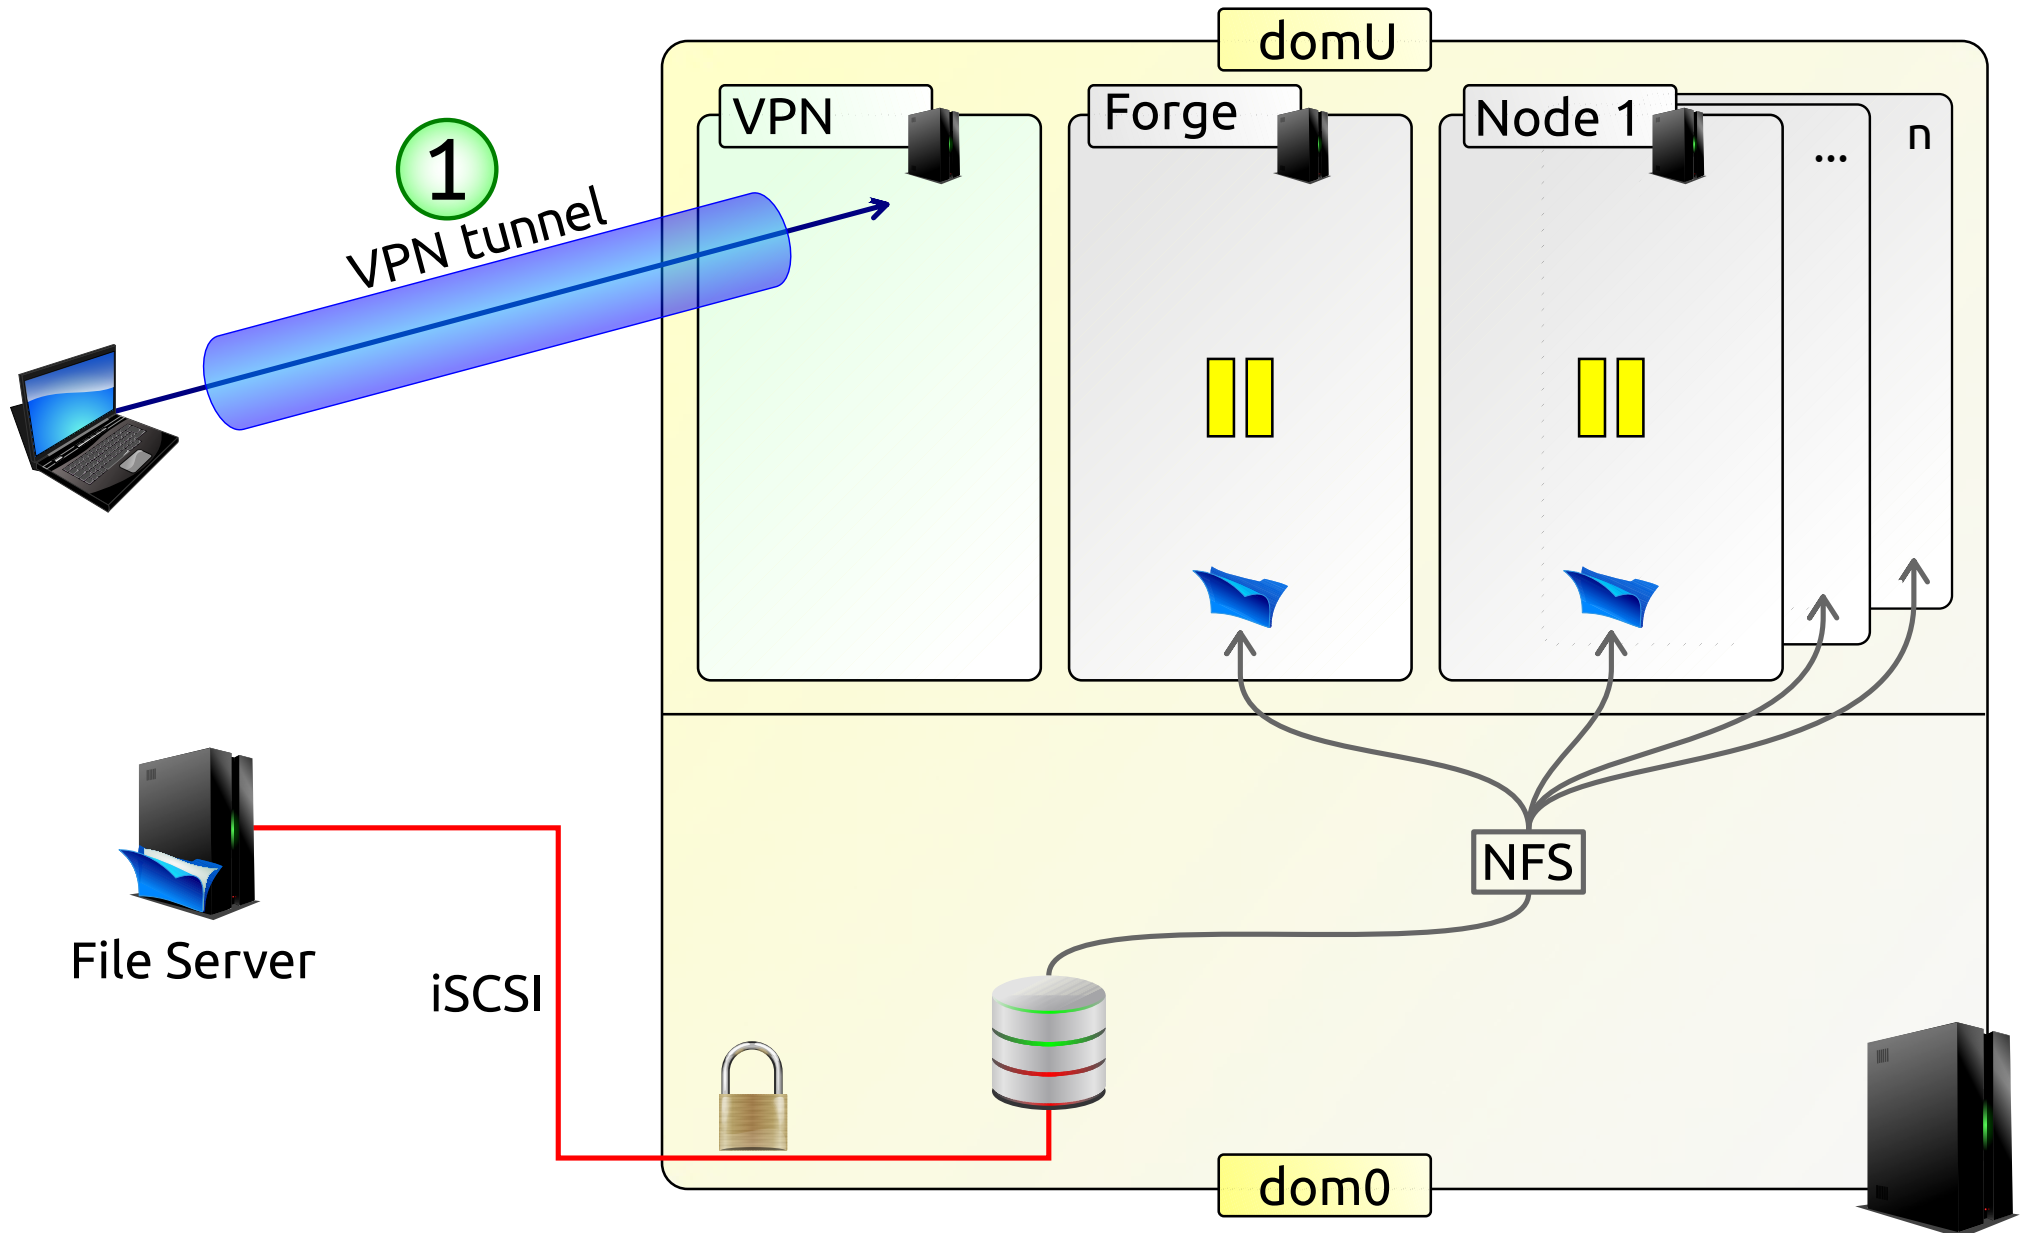 domU
VPN
Forge
Node 1
...
n
1
VPN tunnel
NFS
File Server
iSCSI
dom0